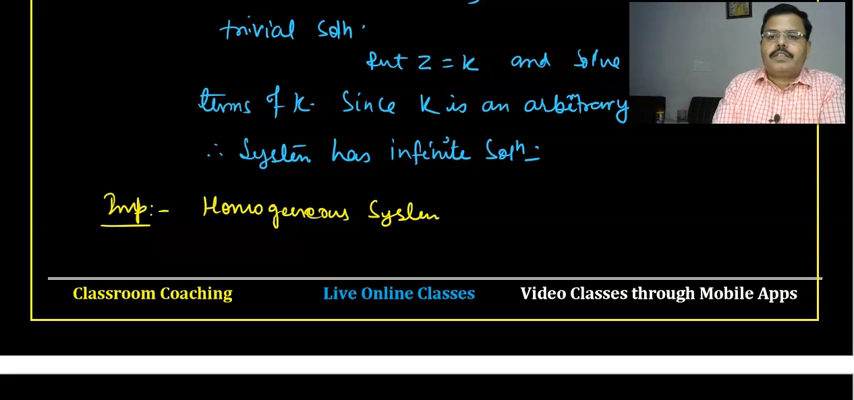 trivial Solⁿ.
Put z = k and Solve
terms of k. Since k is an arbitrary
∴ System has infinite Solⁿ-
Imp:- Homogeneous System
Classroom Coaching Live Online Classes Video Classes through Mobile Apps